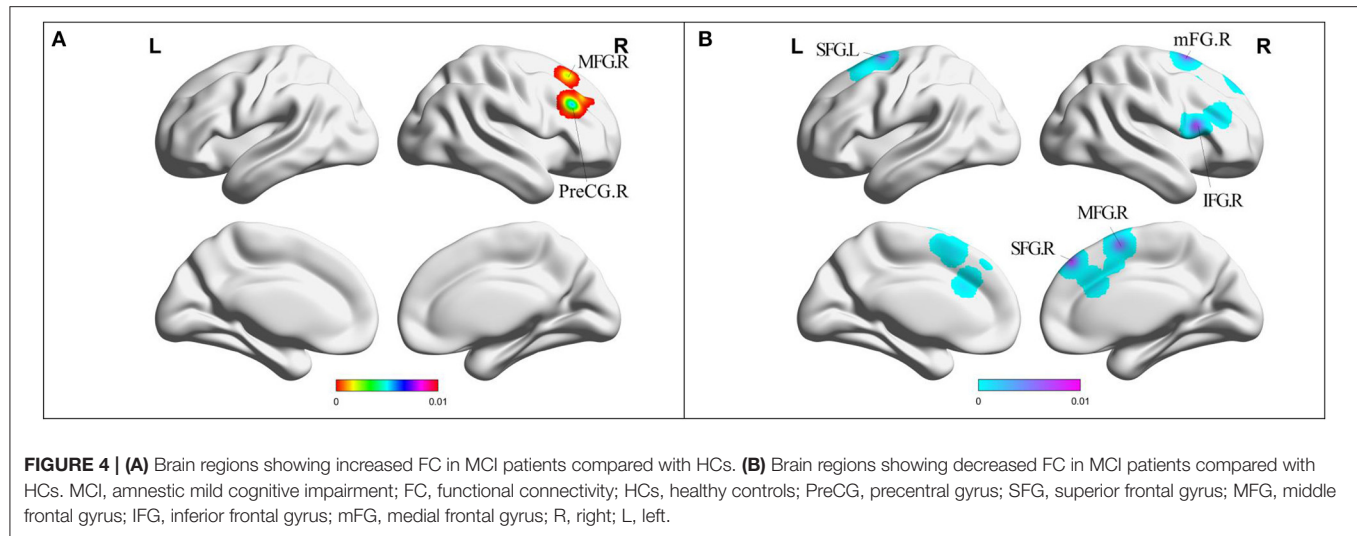 A
L
R
MFG.R
PreCG.R
0
0.01
B
L
R
SFG.L
mFG.R
IFG.R
MFG.R
SFG.R
0
0.01
FIGURE 4 | (A) Brain regions showing increased FC in MCI patients compared with HCs. (B) Brain regions showing decreased FC in MCI patients compared with
HCs. MCI, amnestic mild cognitive impairment; FC, functional connectivity; HCs, healthy controls; PreCG, precentral gyrus; SFG, superior frontal gyrus; MFG, middle
frontal gyrus; IFG, inferior frontal gyrus; mFG, medial frontal gyrus; R, right; L, left.